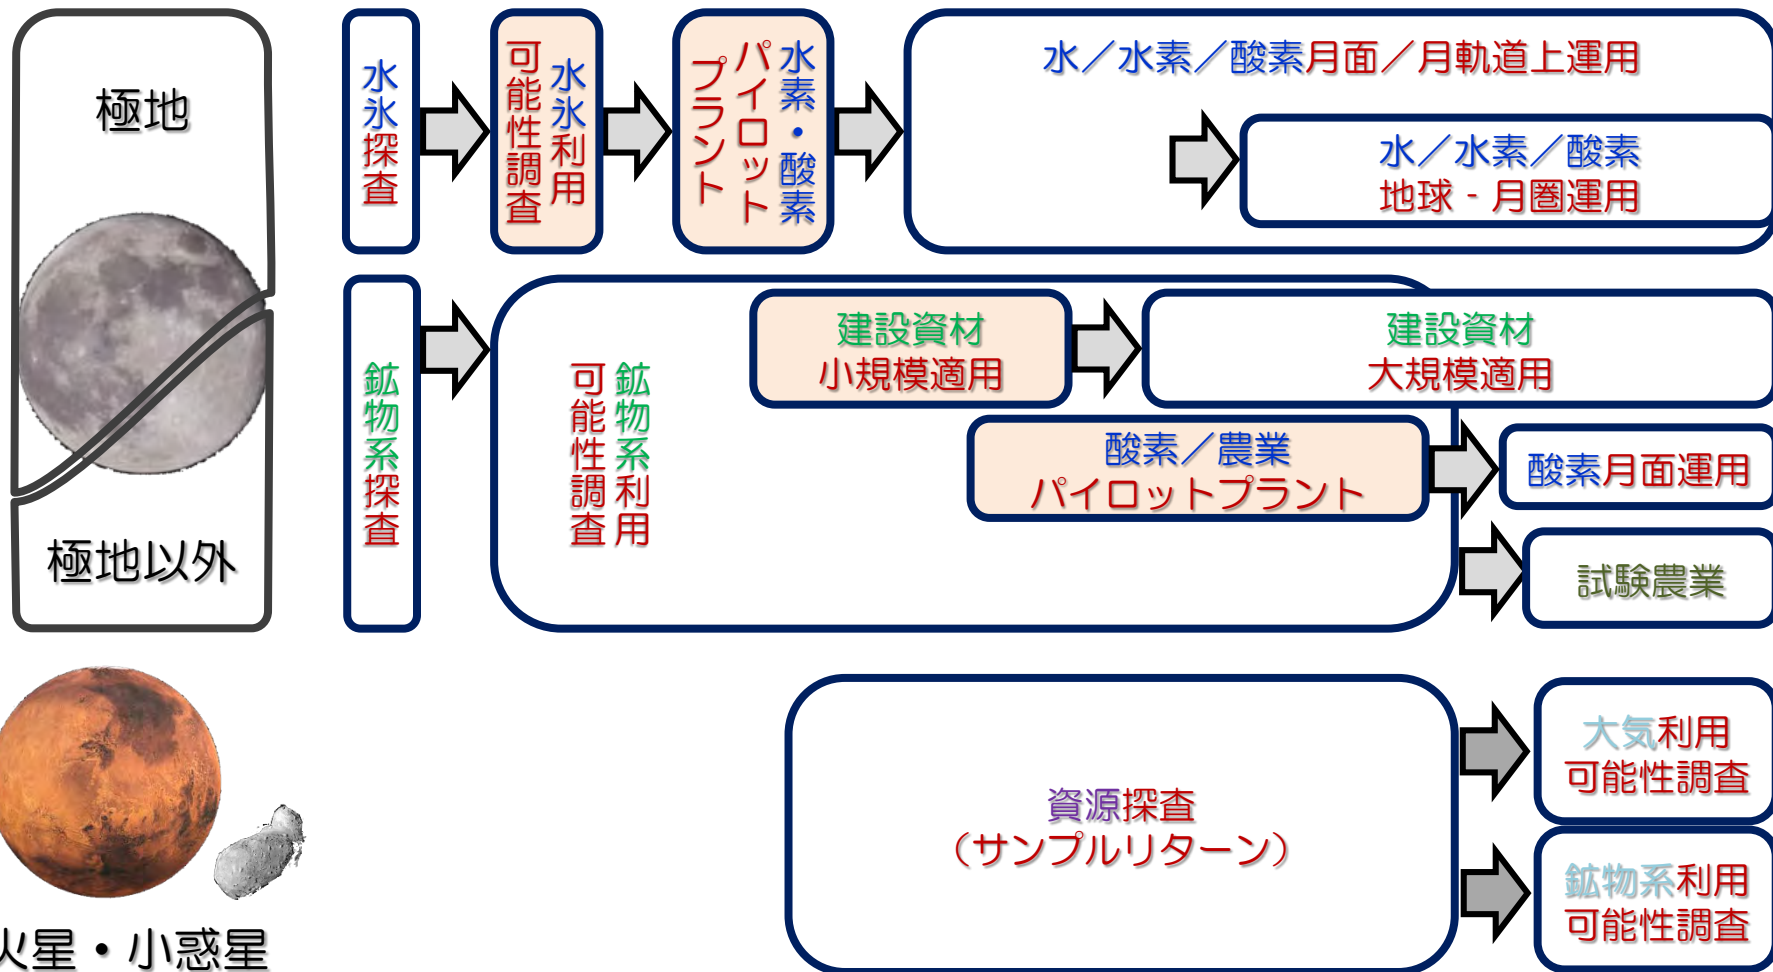 極地
水氷探査
水氷利用
可能性調査
水素・酸素
パイロット
プラント
水／水素／酸素月面／月軌道上運用
水／水素／酸素
地球‐月圏運用
極地以外
鉱物系探査
鉱物系利用
可能性調査
建設資材
小規模適用
建設資材
大規模適用
酸素／農業
パイロットプラント
酸素月面運用
試験農業
火星・小惑星
資源探査
（サンプルリターン）
大気利用
可能性調査
鉱物系利用
可能性調査